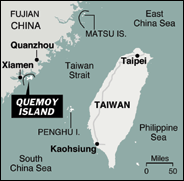 FUJIAN
CHINA
MATSU IS.
East
China Sea
Quanzhou
Xiamen
Taiwan
Strait
Taipei
QUEMOY
ISLAND
TAIWAN
PENGHU I.
Philippine
Sea
Kaohsiung
South
China Sea
Miles
0
50